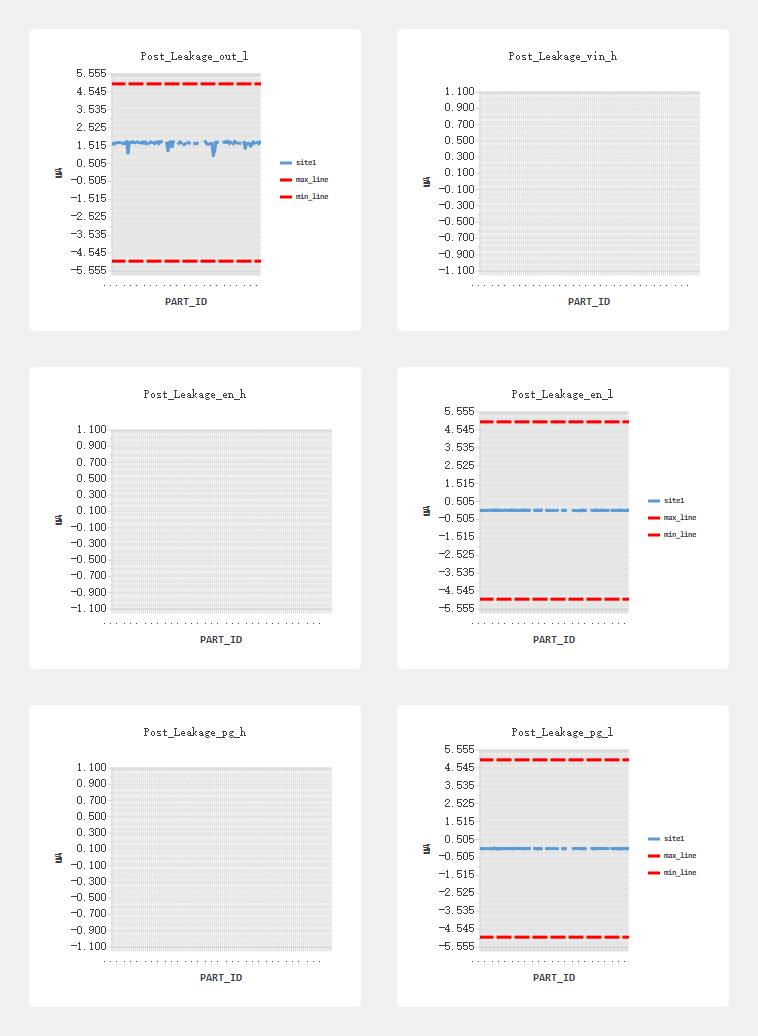 Post_Leakage_out_l
5.555
4.545
3.535
2.525
1.515
0.505
-0.505
-1.515
-2.525
-3.535
-4.545
-5.555
UA
PART_ID
site1
max_line
min_line
Post_Leakage_vin_h
1.100
0.900
0.700
0.500
0.300
0.100
-0.100
-0.300
-0.500
-0.700
-0.900
-1.100
UA
PART_ID
Post_Leakage_en_h
1.100
0.900
0.700
0.500
0.300
0.100
-0.100
-0.300
-0.500
-0.700
-0.900
-1.100
UA
PART_ID
Post_Leakage_en_l
5.555
4.545
3.535
2.525
1.515
0.505
-0.505
-1.515
-2.525
-3.535
-4.545
-5.555
UA
PART_ID
site1
max_line
min_line
Post_Leakage_pg_h
1.100
0.900
0.700
0.500
0.300
0.100
-0.100
-0.300
-0.500
-0.700
-0.900
-1.100
UA
PART_ID
Post_Leakage_pg_l
5.555
4.545
3.535
2.525
1.515
0.505
-0.505
-1.515
-2.525
-3.535
-4.545
-5.555
UA
PART_ID
site1
max_line
min_line